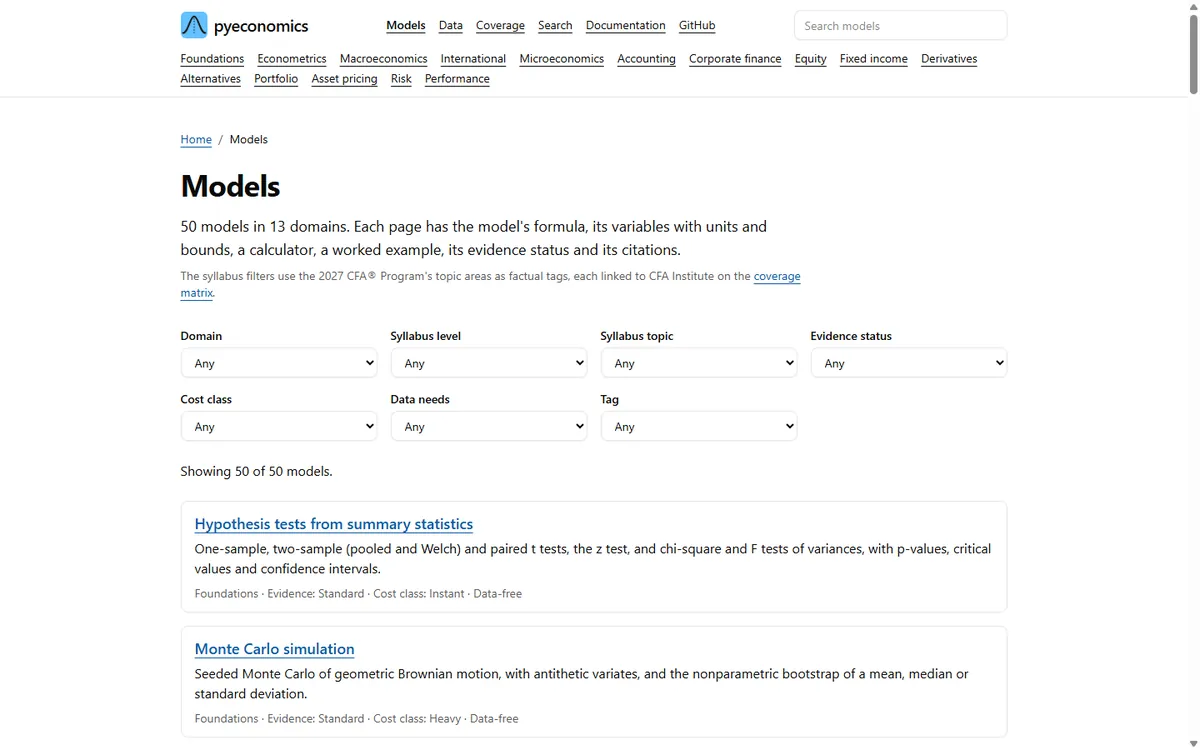 pyeconomics
Models Data Coverage Search Documentation GitHub
Search models
Foundations Econometrics Macroeconomics International Microeconomics Accounting Corporate finance Equity Fixed income Derivatives
Alternatives Portfolio Asset pricing Risk Performance
Home / Models
Models
50 models in 13 domains. Each page has the model's formula, its variables with units and
bounds, a calculator, a worked example, its evidence status and its citations.
The syllabus filters use the 2027 CFA® Program's topic areas as factual tags, each linked to CFA Institute on the coverage
matrix.
Domain Syllabus level Syllabus topic Evidence status
Any Any Any Any
Cost class Data needs Tag
Any Any Any
Showing 50 of 50 models.
Hypothesis tests from summary statistics
One-sample, two-sample (pooled and Welch) and paired t tests, the z test, and chi-square and F tests of variances, with p-values, critical
values and confidence intervals.
Foundations · Evidence: Standard · Cost class: Instant · Data-free
Monte Carlo simulation
Seeded Monte Carlo of geometric Brownian motion, with antithetic variates, and the nonparametric bootstrap of a mean, median or
standard deviation.
Foundations · Evidence: Standard · Cost class: Heavy · Data-free